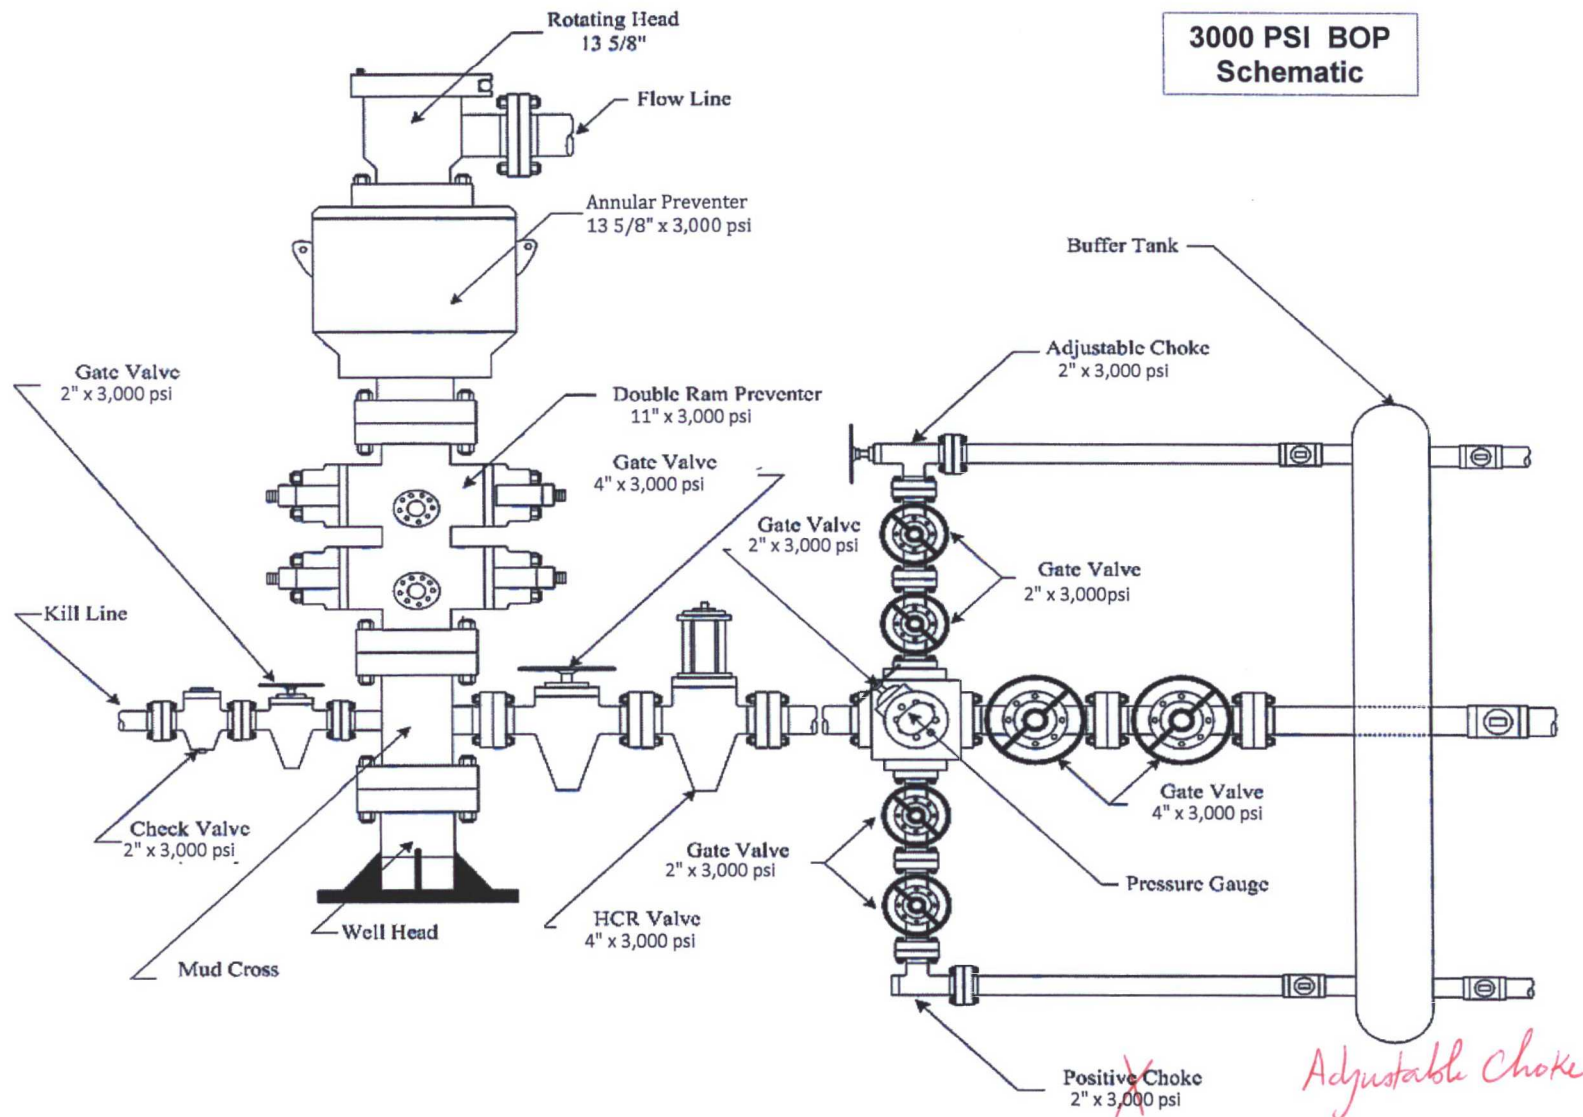 Rotating Head
13 5/8"
3000 PSI BOP
Schematic
Flow Line
Annular Preventer
13 5/8" x 3,000 psi
Buffer Tank
Adjustable Choke
2" x 3,000 psi
Gate Valve
2" x 3,000 psi
Double Ram Preventer
11" x 3,000 psi
Gate Valve
4" x 3,000 psi
Gate Valve
2" x 3,000 psi
Gate Valve
2" x 3,000psi
Kill Line
Gate Valve
4" x 3,000 psi
Check Valve
2" x 3,000 psi
Gate Valve
2" x 3,000 psi
Pressure Gauge
HCR Valve
4" x 3,000 psi
Well Head
Mud Cross
Positive Choke
2" x 3,000 psi
Adjustable Choke